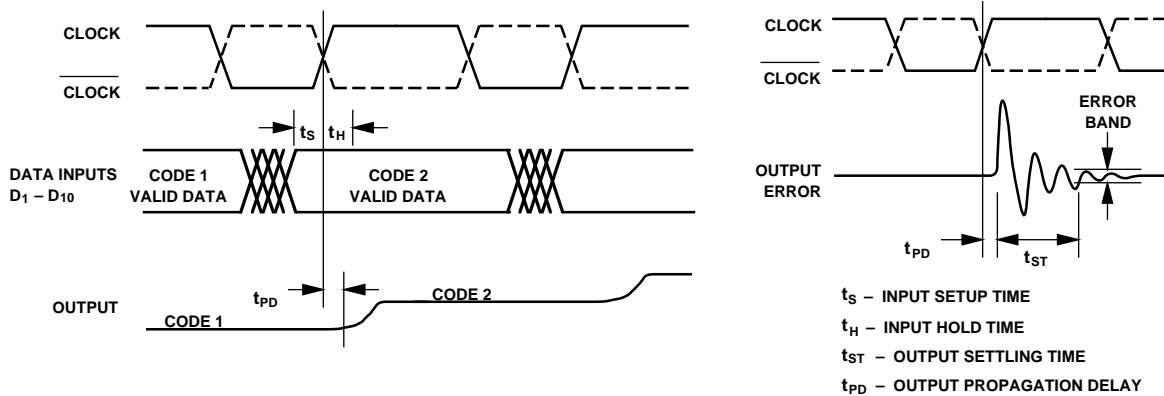 CLOCK
CLOCK
tS tH
DATA INPUTS
D1 – D10
CODE 1
VALID DATA
CODE 2
VALID DATA
tPD
OUTPUT
CODE 1
CODE 2
CLOCK
CLOCK
ERROR
BAND
OUTPUT
ERROR
tPD
tST
tS – INPUT SETUP TIME
tH – INPUT HOLD TIME
tST – OUTPUT SETTLING TIME
tPD – OUTPUT PROPAGATION DELAY